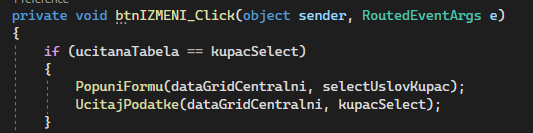 private void btnIZMENI_Click(object sender, RoutedEventArgs e)
{
if (ucitanaTabela == kupacSelect)
{
PopuniFormu(dataGridCentralni, selectUslovKupac);
UcitajPodatke(dataGridCentralni, kupacSelect);
}